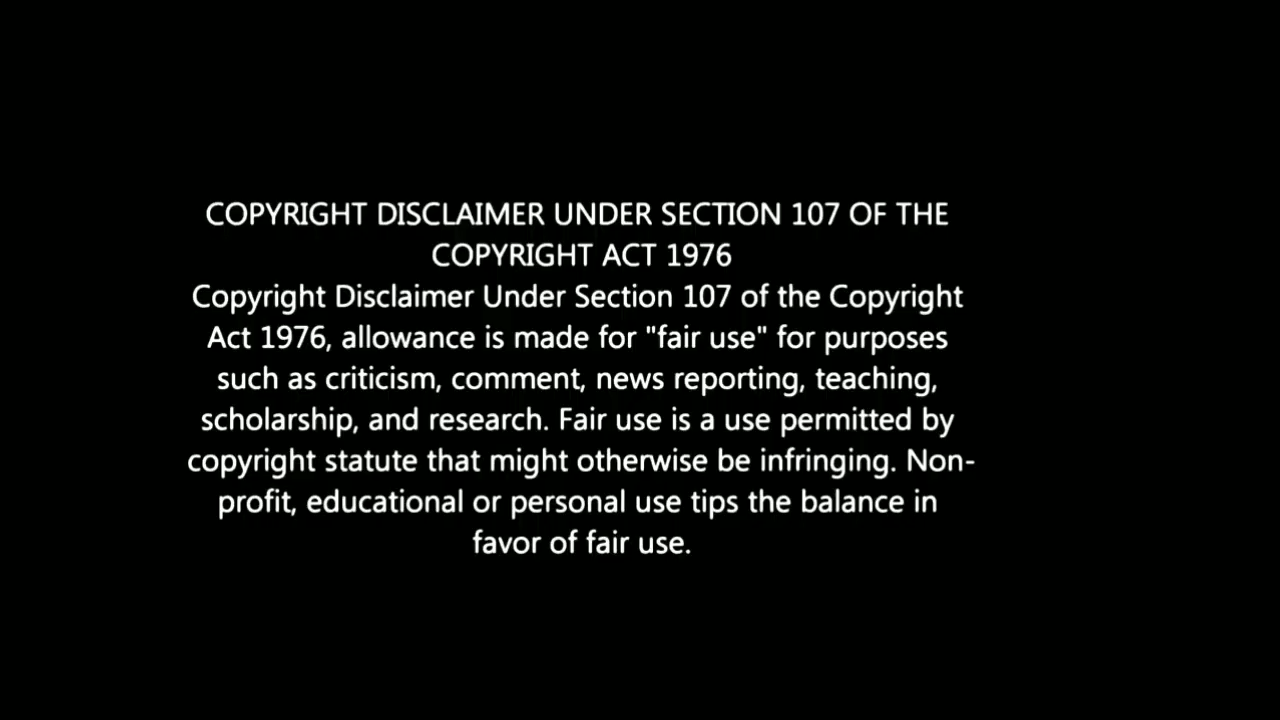 COPYRIGHT DISCLAIMER UNDER SECTION 107 OF THE
COPYRIGHT ACT 1976
Copyright Disclaimer Under Section 107 of the Copyright
Act 1976, allowance is made for "fair use" for purposes
such as criticism, comment, news reporting, teaching,
scholarship, and research. Fair use is a use permitted by
copyright statute that might otherwise be infringing. Non-
profit, educational or personal use tips the balance in
favor of fair use.